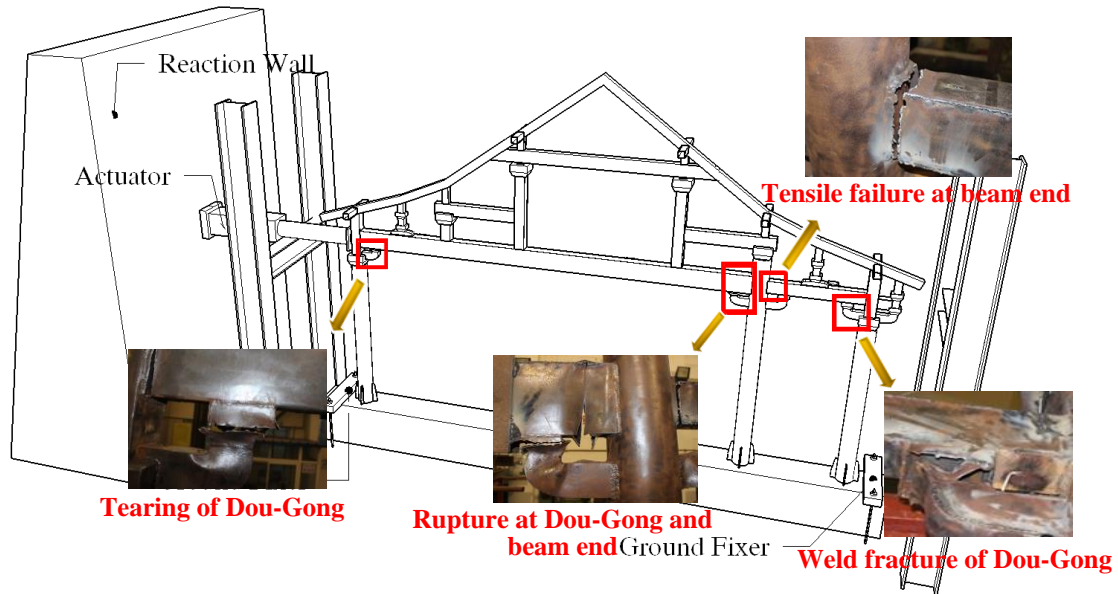 Reaction Wall
Actuator
Tensile failure at beam end
Tearing of Dou-Gong
Rupture at Dou-Gong and
beam end
Ground Fixer
Weld fracture of Dou-Gong